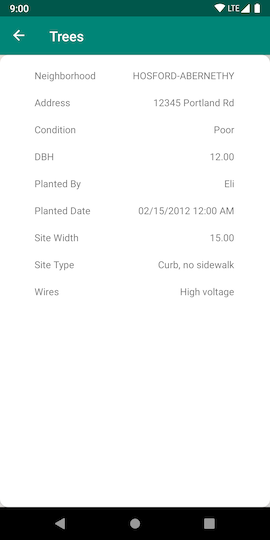 9:00 LTE
Trees
Neighborhood HOSFORD-ABERNETHY
Address 12345 Portland Rd
Condition Poor
DBH 12.00
Planted By Eli
Planted Date 02/15/2012 12:00 AM
Site Width 15.00
Site Type Curb, no sidewalk
Wires High voltage